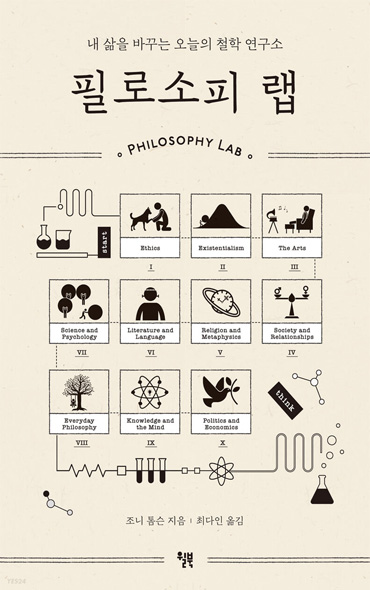 내 삶을 바꾸는 오늘의 철학 연구소
필로소피 랩
PHILOSOPHY LAB
start
Ethics
I
Existentialism
II
The Arts
III
Science and
Psychology
VII
Literature and
Language
VI
Religion and
Metaphysics
V
Society and
Relationships
IV
Everyday
Philosophy
VIII
Knowledge and
the Mind
IX
Politics and
Economics
X
think
조니 톰슨 지음 | 최다인 옮김
윌북
YES24